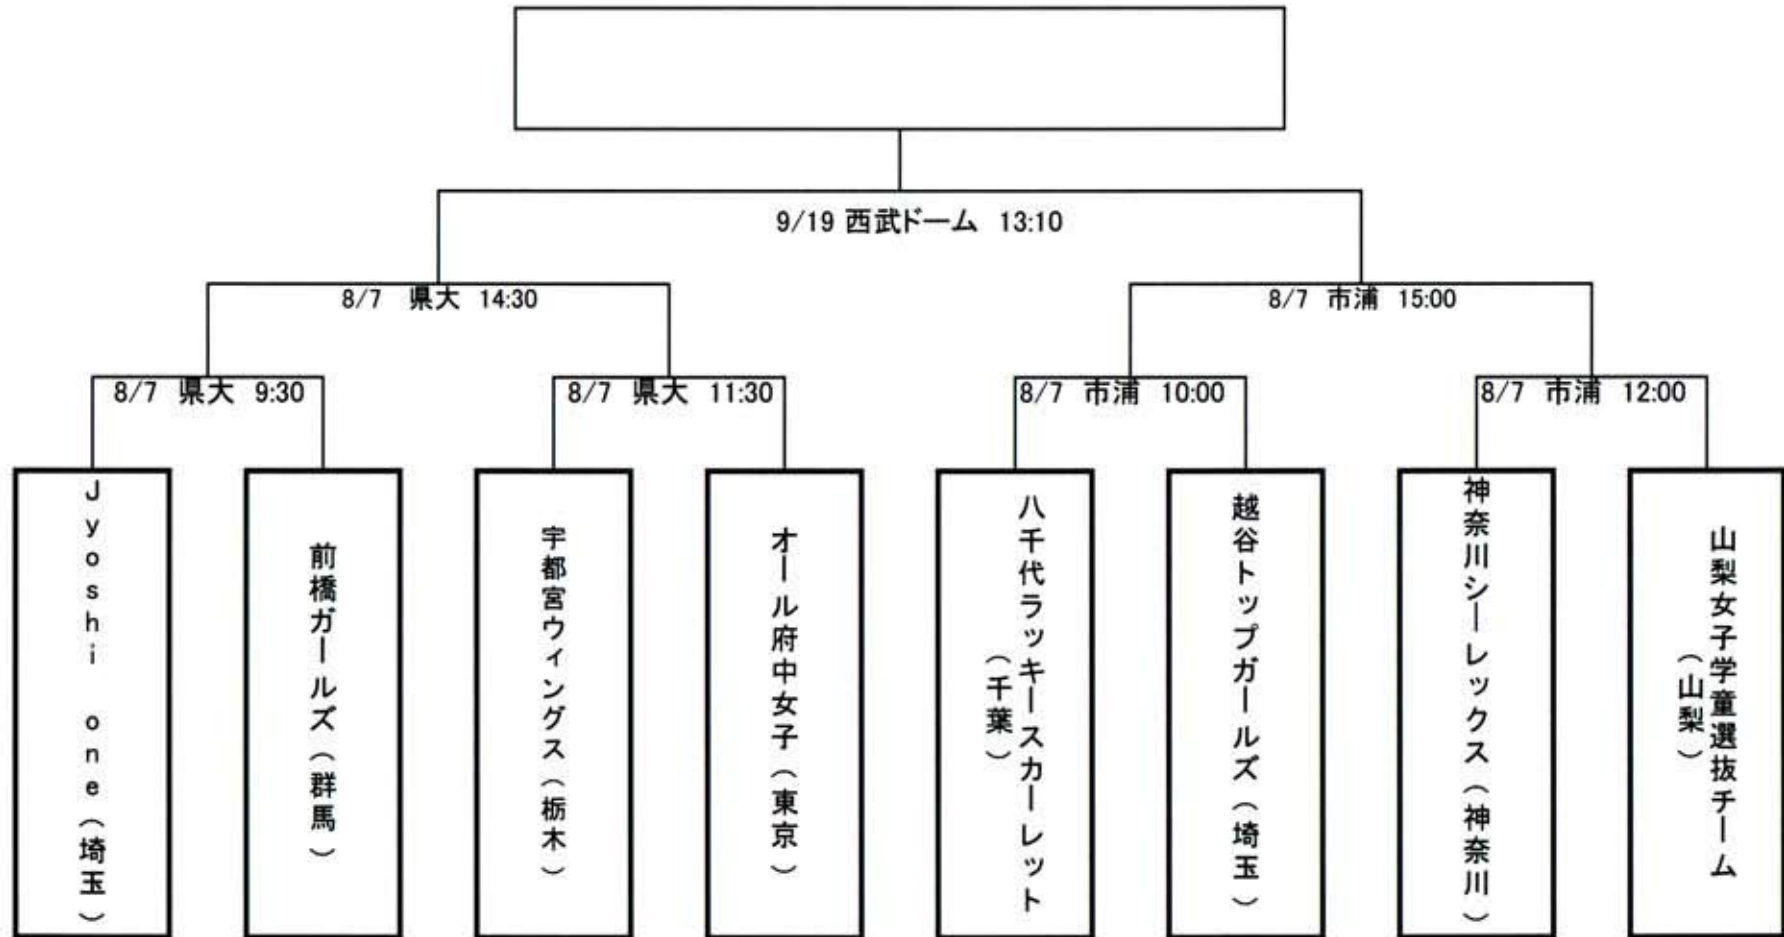 9/19 西武ドーム 13:10
8/7 県大 14:30
8/7 市浦 15:00
8/7 県大 9:30
8/7 県大 11:30
8/7 市浦 10:00
8/7 市浦 12:00
Jyoshi one（埼玉）
前橋ガールズ（群馬）
宇都宮ウィングス（栃木）
オール府中女子（東京）
八千代ラッキースカーレット
（千葉）
越谷トップガールズ（埼玉）
神奈川シーレックス（神奈川）
山梨女子学童選抜チーム
（山梨）